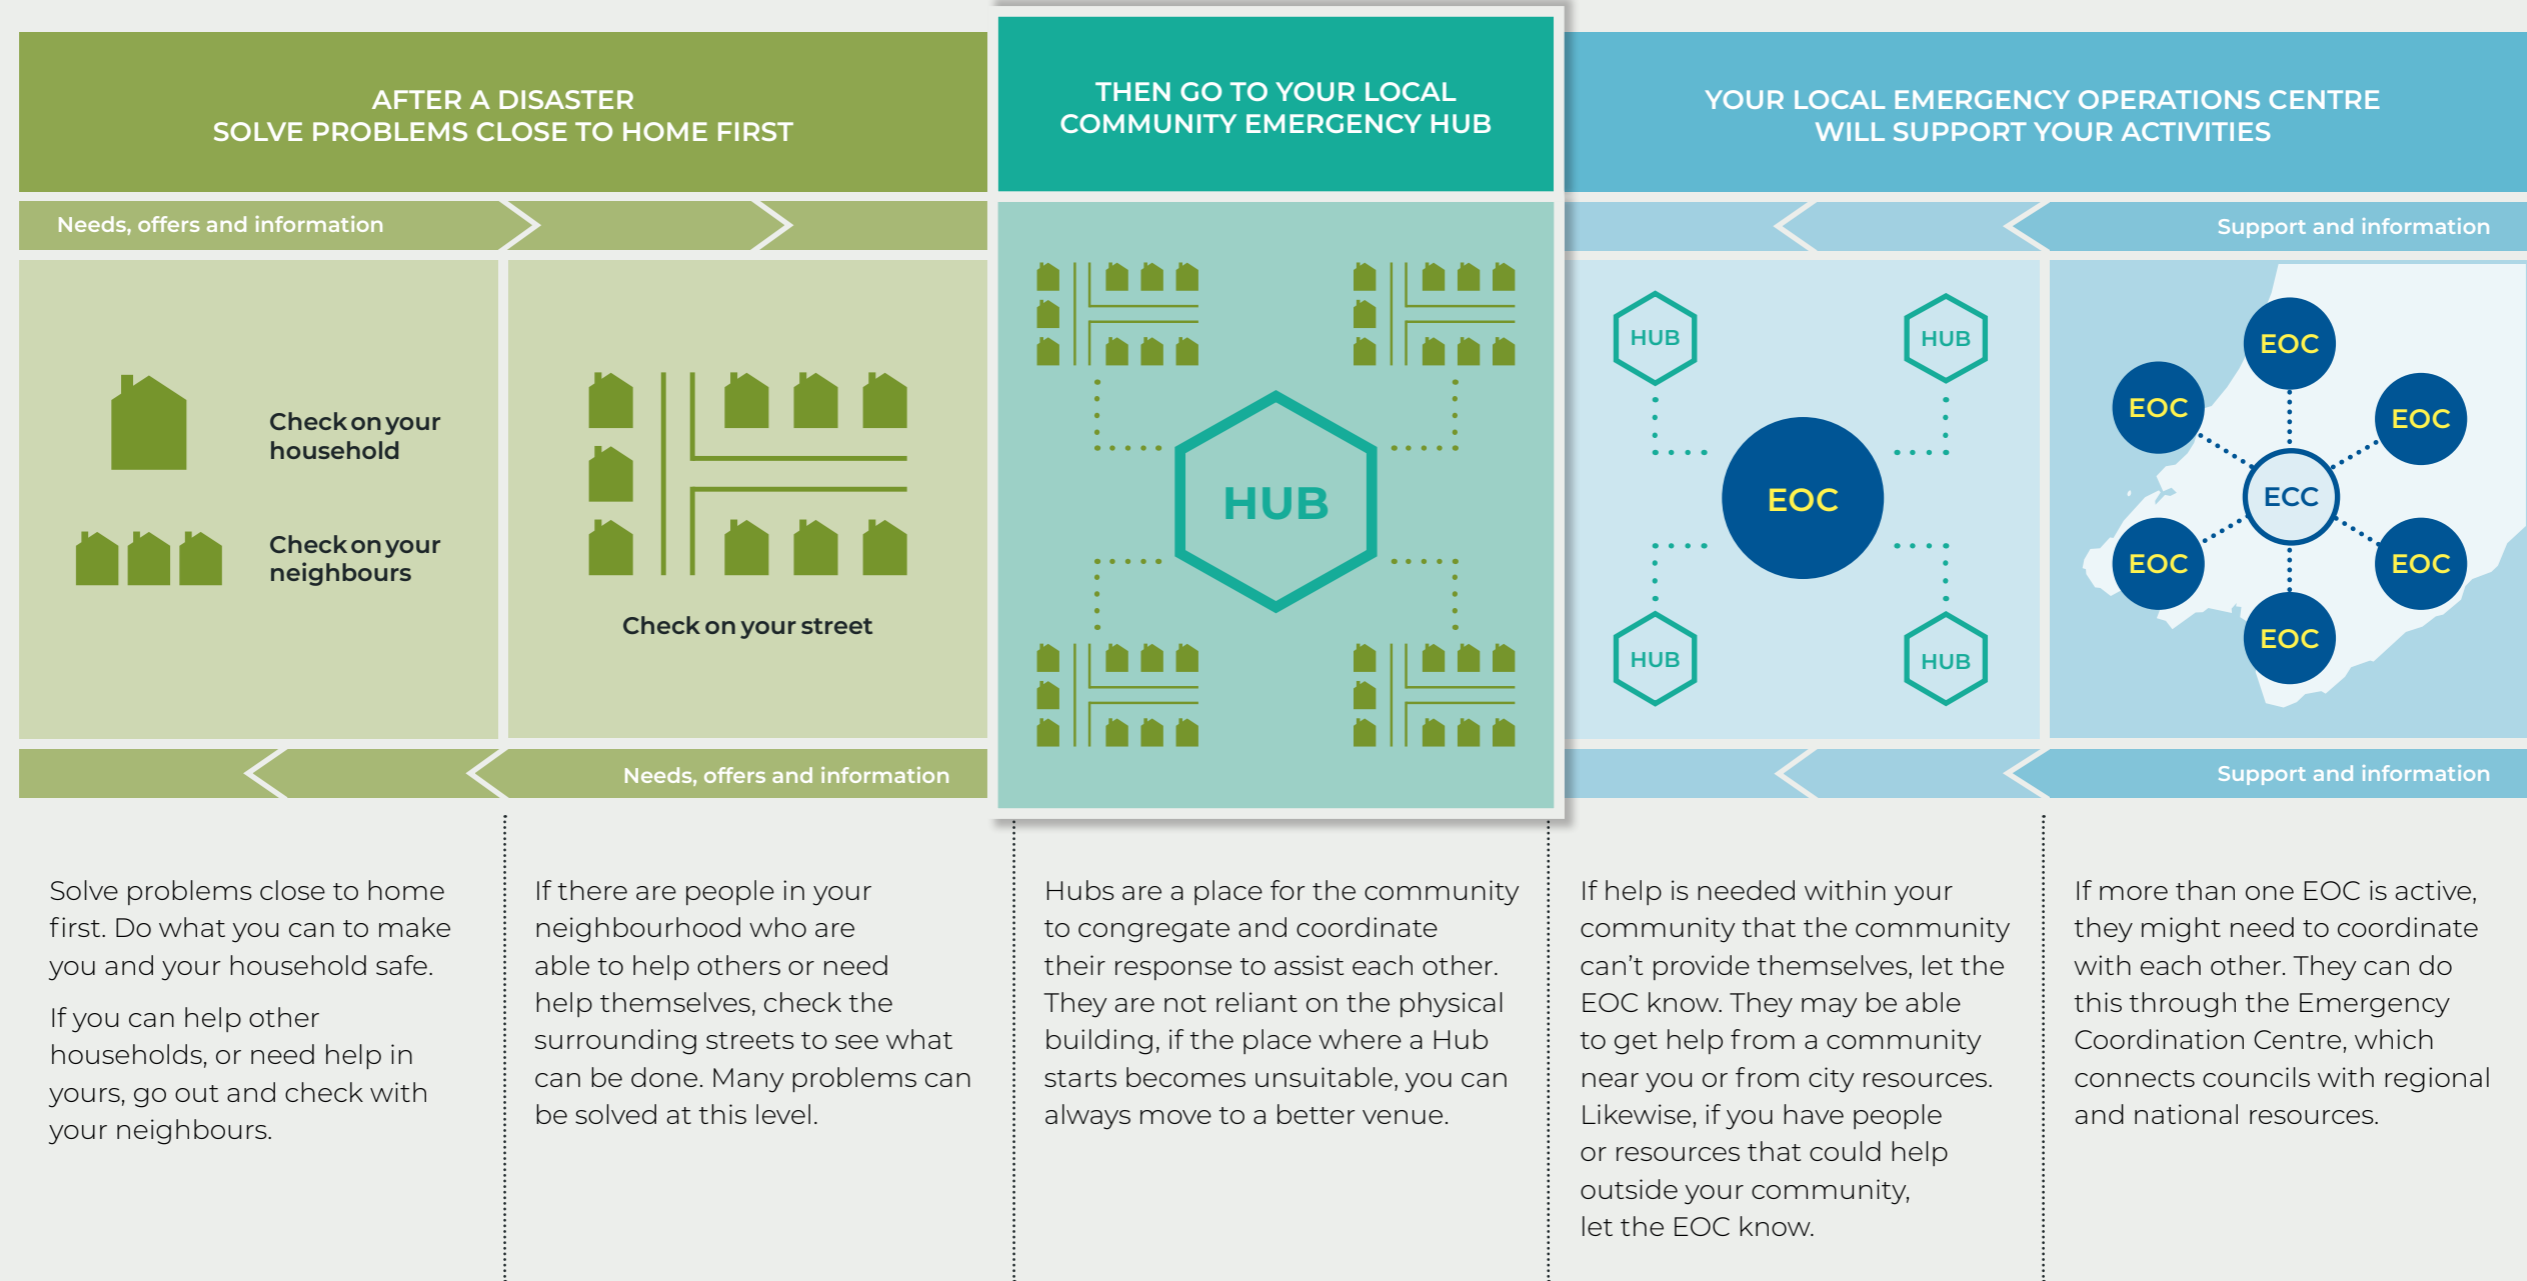 AFTER A DISASTER
SOLVE PROBLEMS CLOSE TO HOME FIRST
THEN GO TO YOUR LOCAL
COMMUNITY EMERGENCY HUB
YOUR LOCAL EMERGENCY OPERATIONS CENTRE
WILL SUPPORT YOUR ACTIVITIES
Needs, offers and information
Support and information
Check on your
household
Check on your
neighbours
Check on your street
HUB
HUB
HUB
EOC
HUB
HUB
EOC
EOC
EOC
ECC
EOC
EOC
EOC
Needs, offers and information
Support and information
Solve problems close to home
first. Do what you can to make
you and your household safe.
If you can help other
households, or need help in
yours, go out and check with
your neighbours.
If there are people in your
neighbourhood who are
able to help others or need
help themselves, check the
surrounding streets to see what
can be done. Many problems can
be solved at this level.
Hubs are a place for the community
to congregate and coordinate
their response to assist each other.
They are not reliant on the physical
building, if the place where a Hub
starts becomes unsuitable, you can
always move to a better venue.
If help is needed within your
community that the community
can't provide themselves, let the
EOC know. They may be able
to get help from a community
near you or from city resources.
Likewise, if you have people
or resources that could help
outside your community,
let the EOC know.
If more than one EOC is active,
they might need to coordinate
with each other. They can do
this through the Emergency
Coordination Centre, which
connects councils with regional
and national resources.